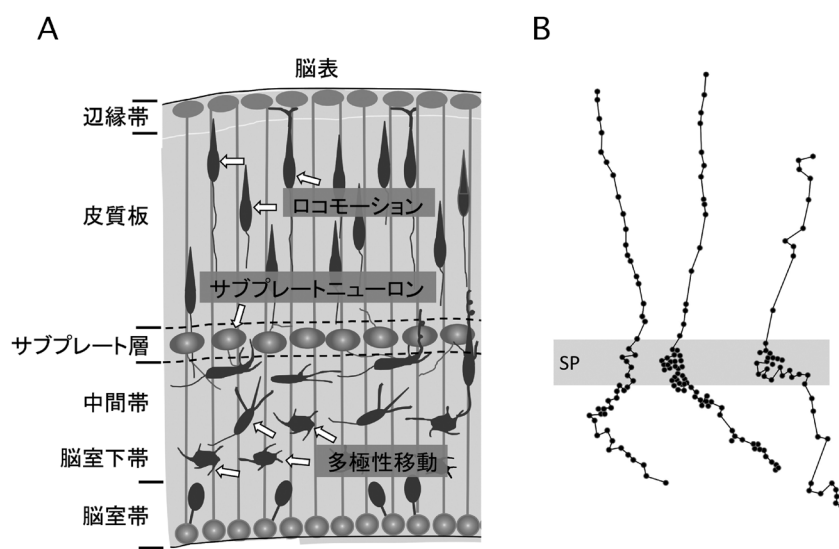 A
脳表
辺縁帯
皮質板
ロコモーション
サブプレートニューロン
サブプレート層
中間帯
脳室下帯
多極性移動
脳室帯
B
SP